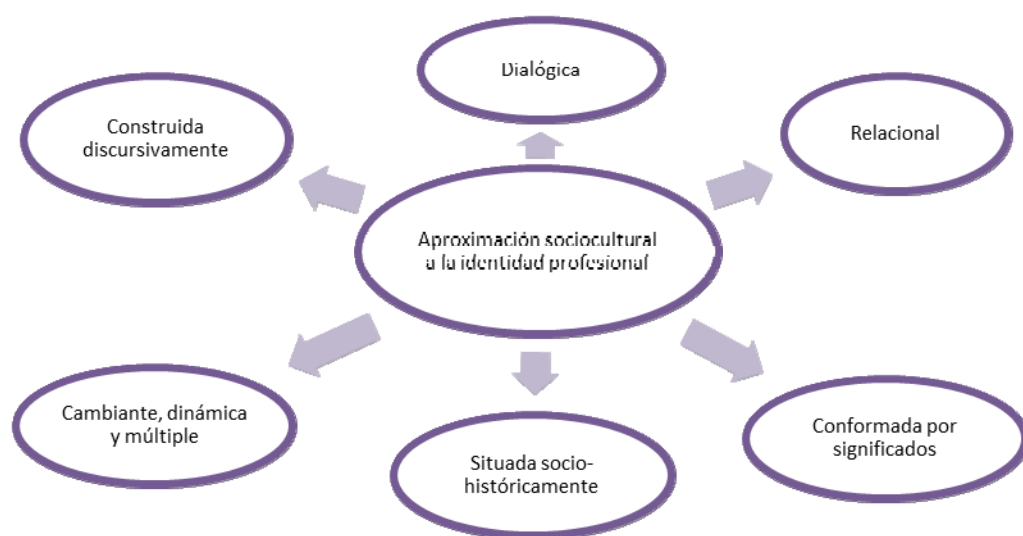 Dialógica
Construida
discursivamente
Relacional
Aproximación sociocultural
a la identidad profesional
Cambiante, dinámica
y múltiple
Situada socio-
históricamente
Conformada por
significados